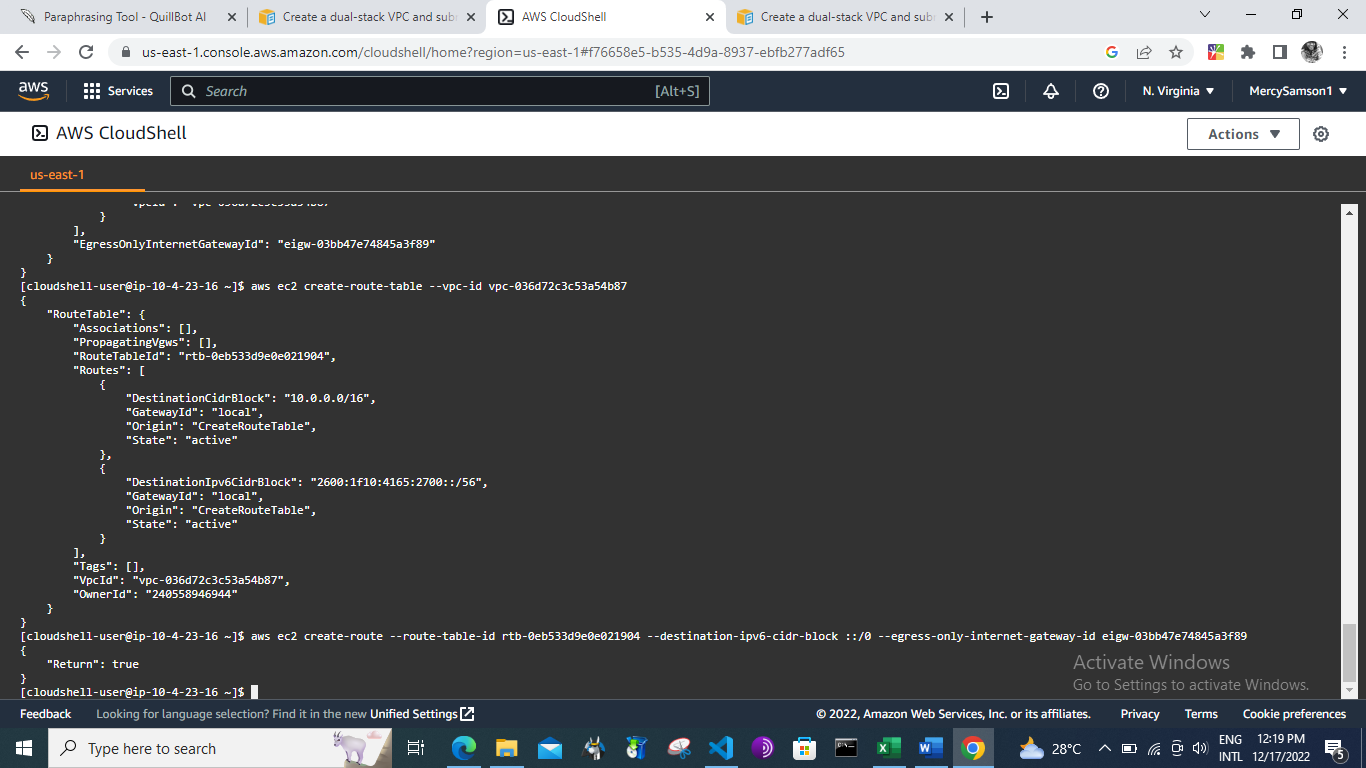 Paraphrasing Tool - QuillBot AI
Create a dual-stack VPC and sub
AWS CloudShell
Create a dual-stack VPC and sub
us-east-1.console.aws.amazon.com/cloudshell/home?region=us-east-1#f76658e5-b535-4d9a-8937-ebfb277adf65
aws
Services
Search
[Alt+S]
N. Virginia
MercySamson1
AWS CloudShell
Actions
us-east-1
}
],
"EgressOnlyInternetGatewayId": "eigw-03bb47e74845a3f89"
}
}
[cloudshell-user@ip-10-4-23-16 ~]$ aws ec2 create-route-table --vpc-id vpc-036d72c3c53a54b87
{
"RouteTable": {
"Associations": [],
"PropagatingVgws": [],
"RouteTableId": "rtb-0eb533d9e0e021904",
"Routes": [
{
"DestinationCidrBlock": "10.0.0.0/16",
"GatewayId": "local",
"Origin": "CreateRouteTable",
"State": "active"
},
{
"DestinationIpv6CidrBlock": "2600:1f10:4165:2700::/56",
"GatewayId": "local",
"Origin": "CreateRouteTable",
"State": "active"
}
],
"Tags": [],
"VpcId": "vpc-036d72c3c53a54b87",
"OwnerId": "240558946944"
}
}
[cloudshell-user@ip-10-4-23-16 ~]$ aws ec2 create-route --route-table-id rtb-0eb533d9e0e021904 --destination-ipv6-cidr-block ::/0 --egress-only-internet-gateway-id eigw-03bb47e74845a3f89
{
"Return": true
}
[cloudshell-user@ip-10-4-23-16 ~]$
Activate Windows
Go to Settings to activate Windows.
Feedback
Looking for language selection? Find it in the new Unified Settings
© 2022, Amazon Web Services, Inc. or its affiliates.
Privacy
Terms
Cookie preferences
Type here to search
28°C
ENG
INTL
12:19 PM
12/17/2022
5